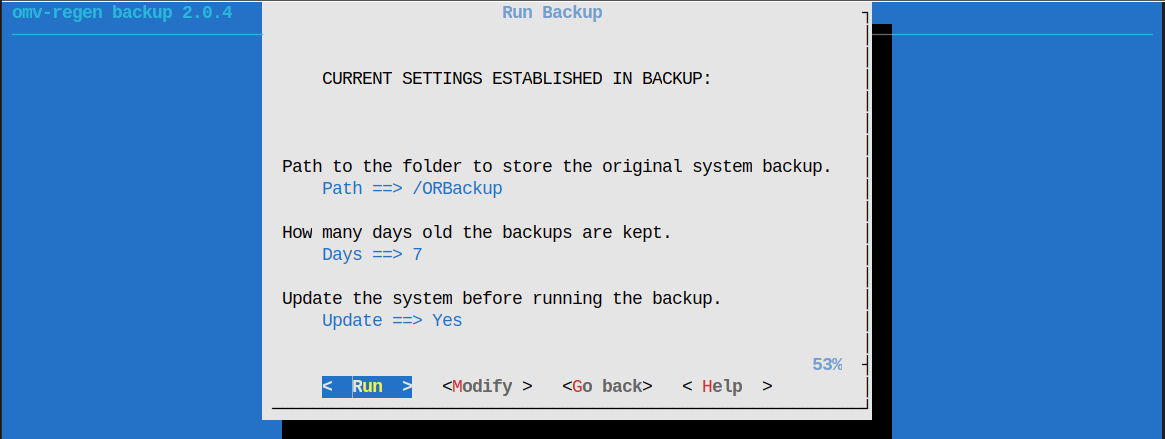 omv-regen backup 2.0.4
Run Backup
CURRENT SETTINGS ESTABLISHED IN BACKUP:
Path to the folder to store the original system backup.
Path ==> /ORBackup
How many days old the backups are kept.
Days ==> 7
Update the system before running the backup.
Update ==> Yes
53%
< Run > <Modify > <Go back> < Help >